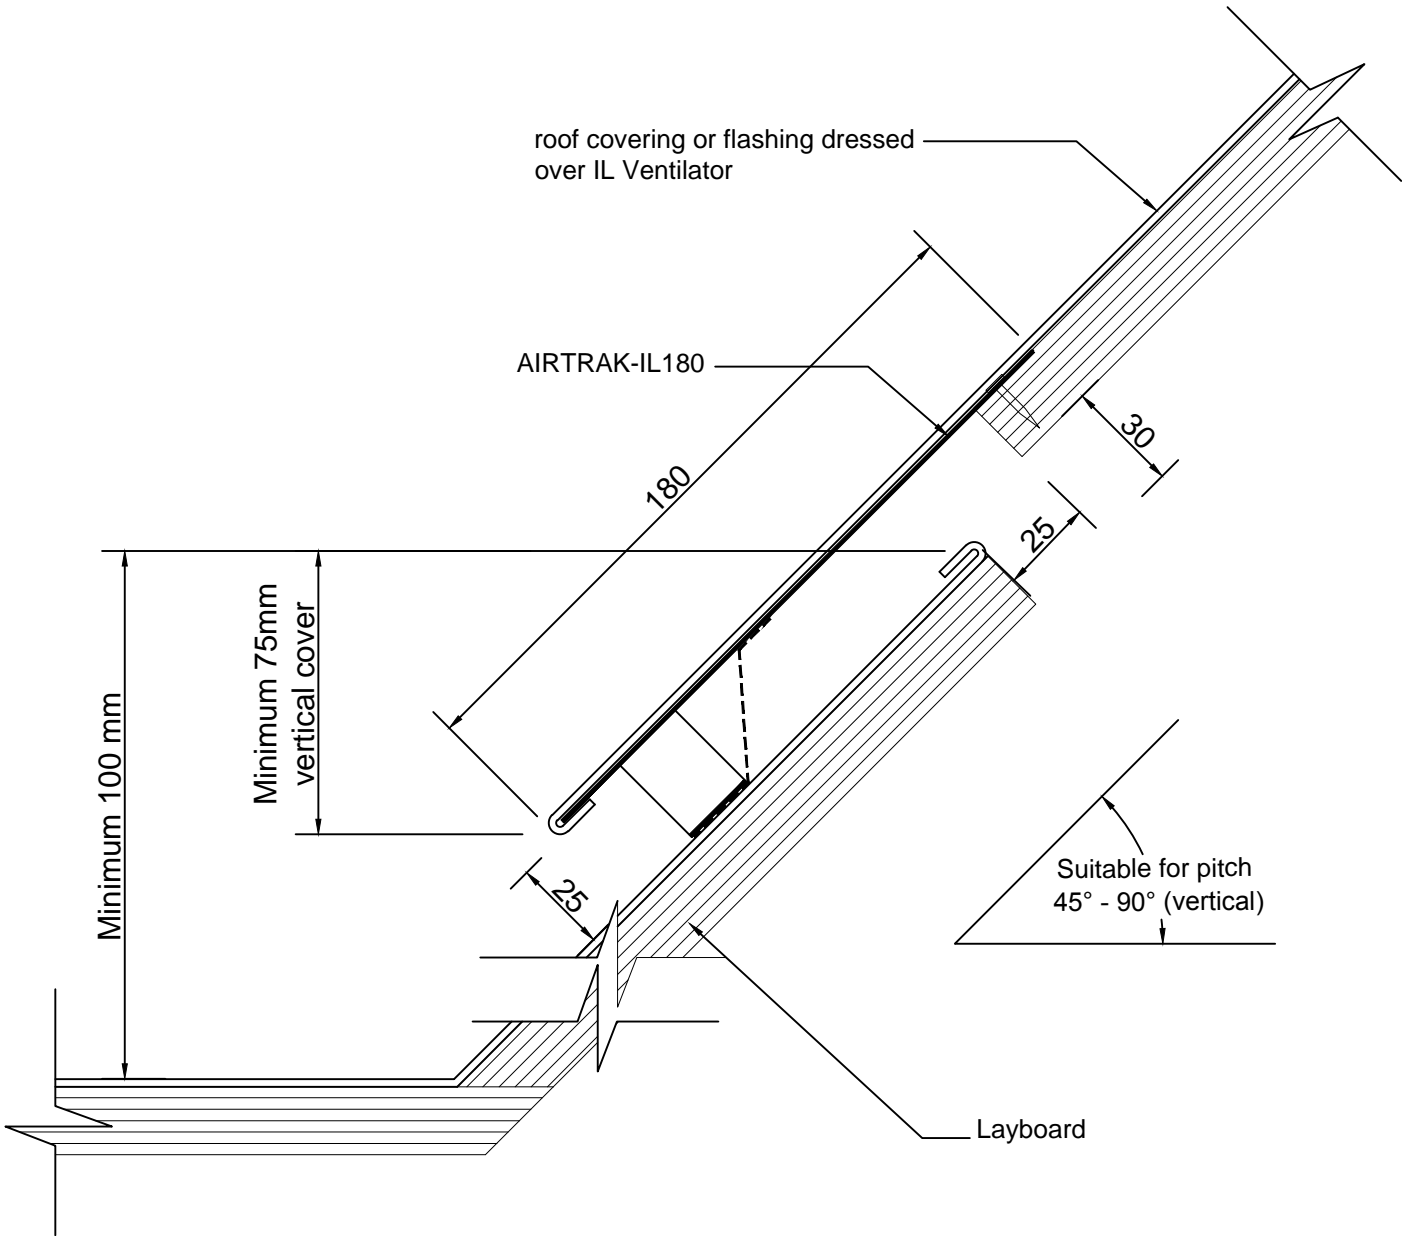 roof covering or flashing dressed
over IL Ventilator
AIRTRAK-IL180
180
30
25
Minimum 75mm
vertical cover
Minimum 100 mm
25
Suitable for pitch
45° - 90° (vertical)
Layboard